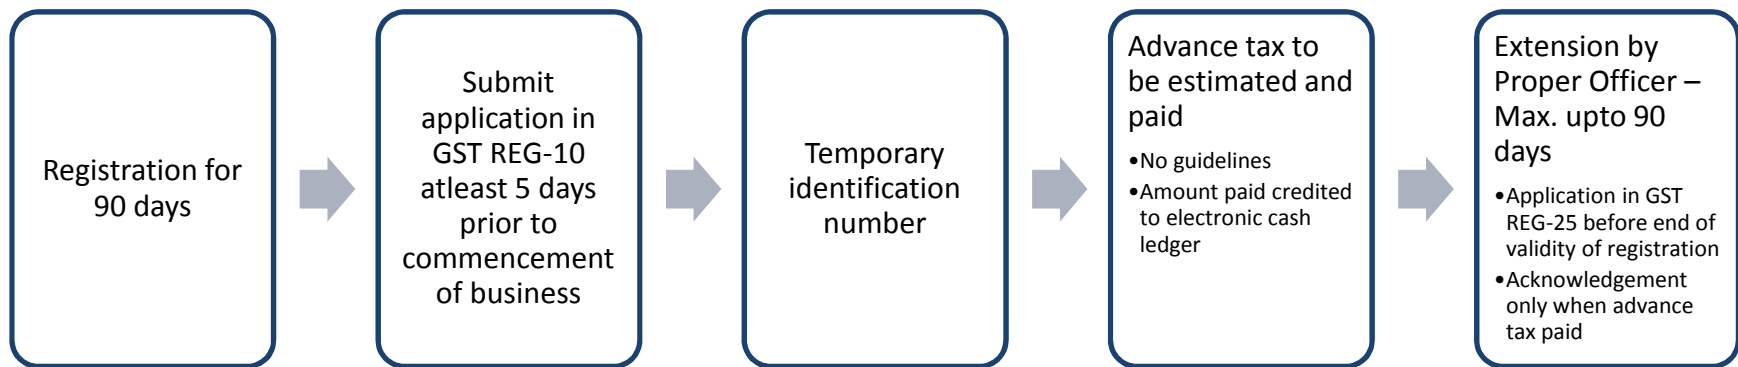 Registration for
90 days
Submit
application in
GST REG-10
atleast 5 days
prior to
commencement
of business
Temporary
identification
number
Advance tax to
be estimated and
paid
•No guidelines
•Amount paid credited
to electronic cash
ledger
Extension by
Proper Officer –
Max. upto 90
days
•Application in GST
REG-25 before end of
validity of registration
•Acknowledgement
only when advance
tax paid